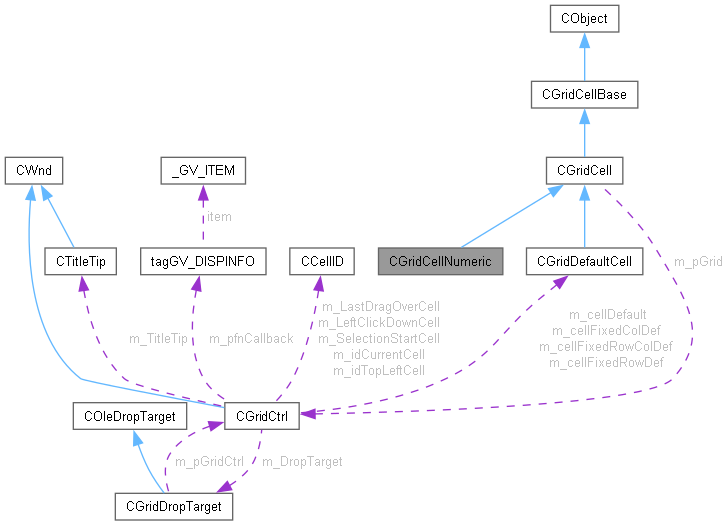 CObject
CGridCellBase
CWnd
_GV_ITEM
CGridCell
item
CTitleTip
tagGV_DISPINFO
CCellID
CGridCellNumeric
CGridDefaultCell
m_pGrid
m_TitleTip
m_pfnCallback
m_LastDragOverCell
m_LeftClickDownCell
m_SelectionStartCell
m_idCurrentCell
m_idTopLeftCell
m_cellDefault
m_cellFixedColDef
m_cellFixedRowColDef
m_cellFixedRowDef
COleDropTarget
CGridCtrl
m_pGridCtrl
m_DropTarget
CGridDropTarget